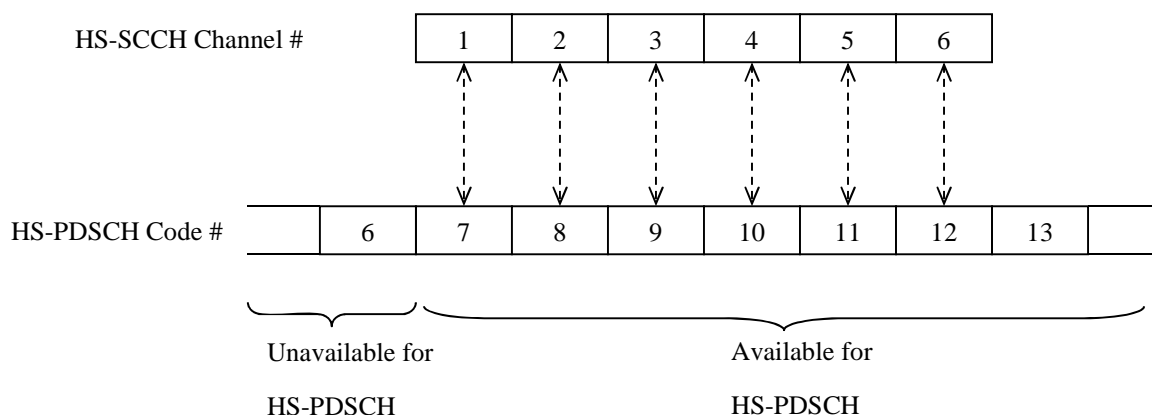 HS-SCCH Channel # 1 2 3 4 5 6
HS-PDSCH Code # 6 7 8 9 10 11 12 13
Unavailable for
HS-PDSCH
Available for
HS-PDSCH